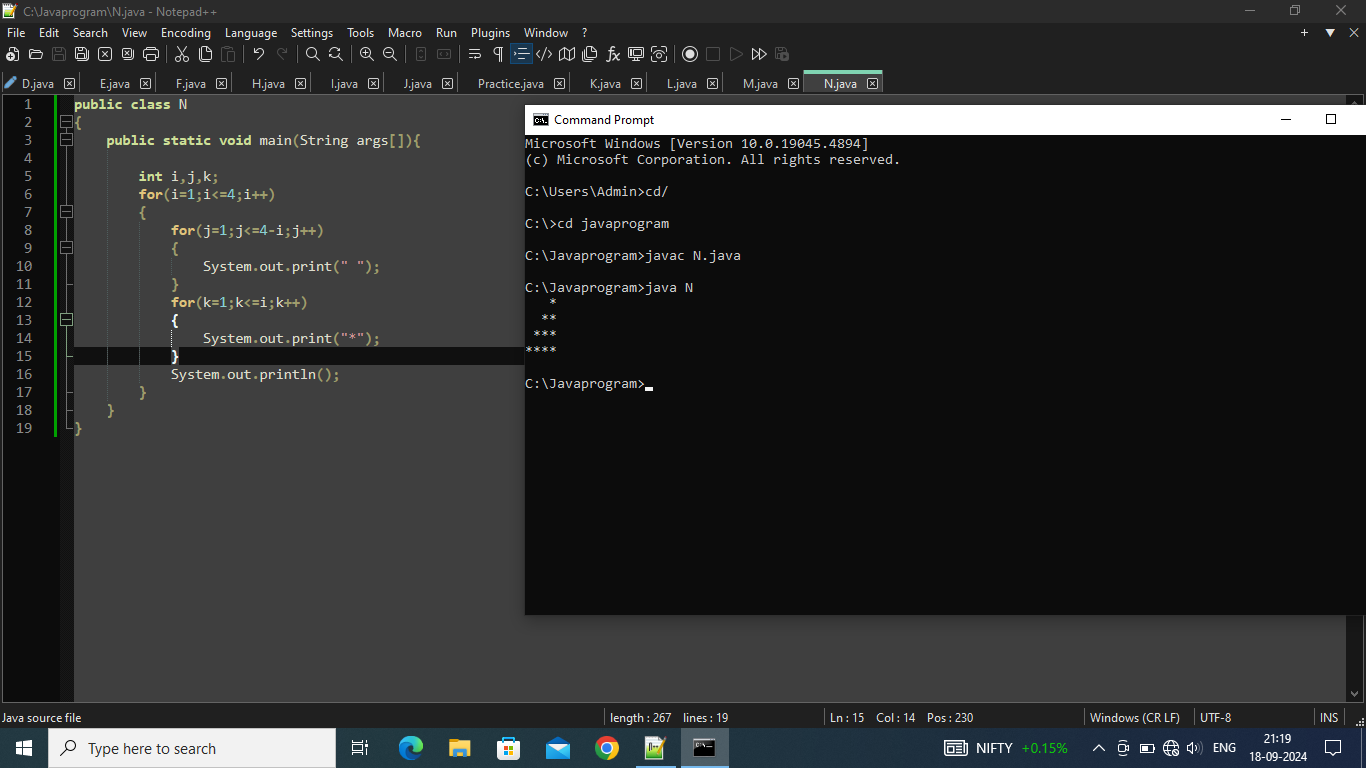 C:\Javaprogram\N.java - Notepad++
File Edit Search View Encoding Language Settings Tools Macro Run Plugins Window ?
D.java E.java F.java H.java I.java J.java Practice.java K.java L.java M.java N.java
1 public class N
2 {
3 public static void main(String args[]){
4
5 int i,j,k;
6 for(i=1;i<=4;i++)
7 {
8 for(j=1;j<=4-i;j++)
9 {
10 System.out.print(" ");
11 }
12 for(k=1;k<=i;k++)
13 {
14 System.out.print("*");
15 }
16 System.out.println();
17 }
18 }
19 }
Command Prompt
Microsoft Windows [Version 10.0.19045.4894]
(c) Microsoft Corporation. All rights reserved.
C:\Users\Admin>cd/
C:\>cd javaprogram
C:\Javaprogram>javac N.java
C:\Javaprogram>java N
   *
  **
 ***
****
C:\Javaprogram>
Java source file length : 267 lines : 19 Ln : 15 Col : 14 Pos : 230 Windows (CR LF) UTF-8 INS
Type here to search NIFTY +0.15% ENG 21:19
18-09-2024